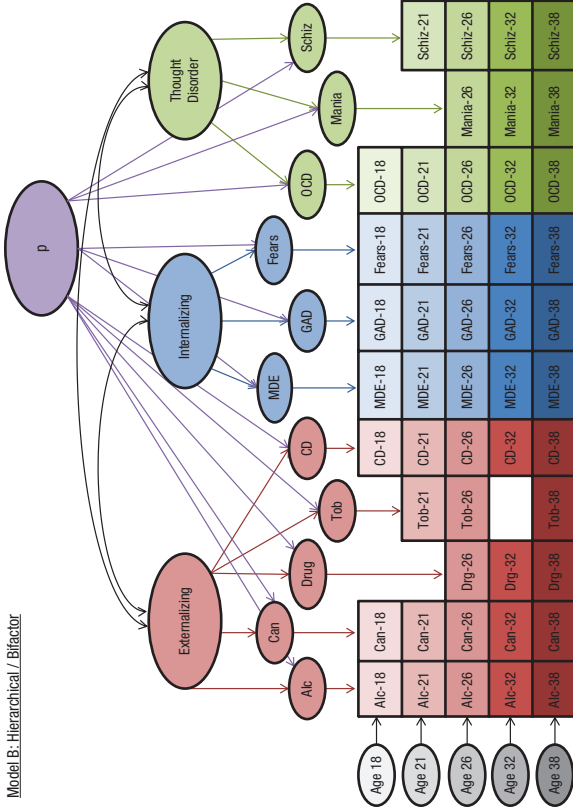 Model B: Hierarchical / Bifactor
p
Externalizing
Internalizing
Thought
Disorder
Alc
Can
Drug
Tob
CD
MDE
GAD
Fears
OCD
Mania
Schiz
Age 18
Alc-18
Can-18
CD-18
MDE-18
GAD-18
Fears-18
OCD-18
Age 21
Alc-21
Can-21
Tob-21
CD-21
MDE-21
GAD-21
Fears-21
OCD-21
Schiz-21
Age 26
Alc-26
Can-26
Drg-26
Tob-26
CD-26
MDE-26
GAD-26
Fears-26
OCD-26
Mania-26
Schiz-26
Age 32
Alc-32
Can-32
Drg-32
CD-32
MDE-32
GAD-32
Fears-32
OCD-32
Mania-32
Schiz-32
Age 38
Alc-38
Can-38
Drg-38
Tob-38
CD-38
MDE-38
GAD-38
Fears-38
OCD-38
Mania-38
Schiz-38